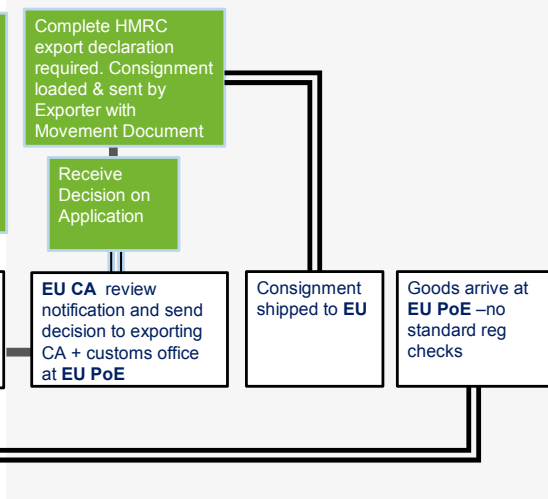 Complete HMRC
export declaration
required. Consignment
loaded & sent by
Exporter with
Movement Document
Receive
Decision on
Application
EU CA review
notification and send
decision to exporting
CA + customs office
at EU PoE
Consignment
shipped to EU
Goods arrive at
EU PoE –no
standard reg
checks